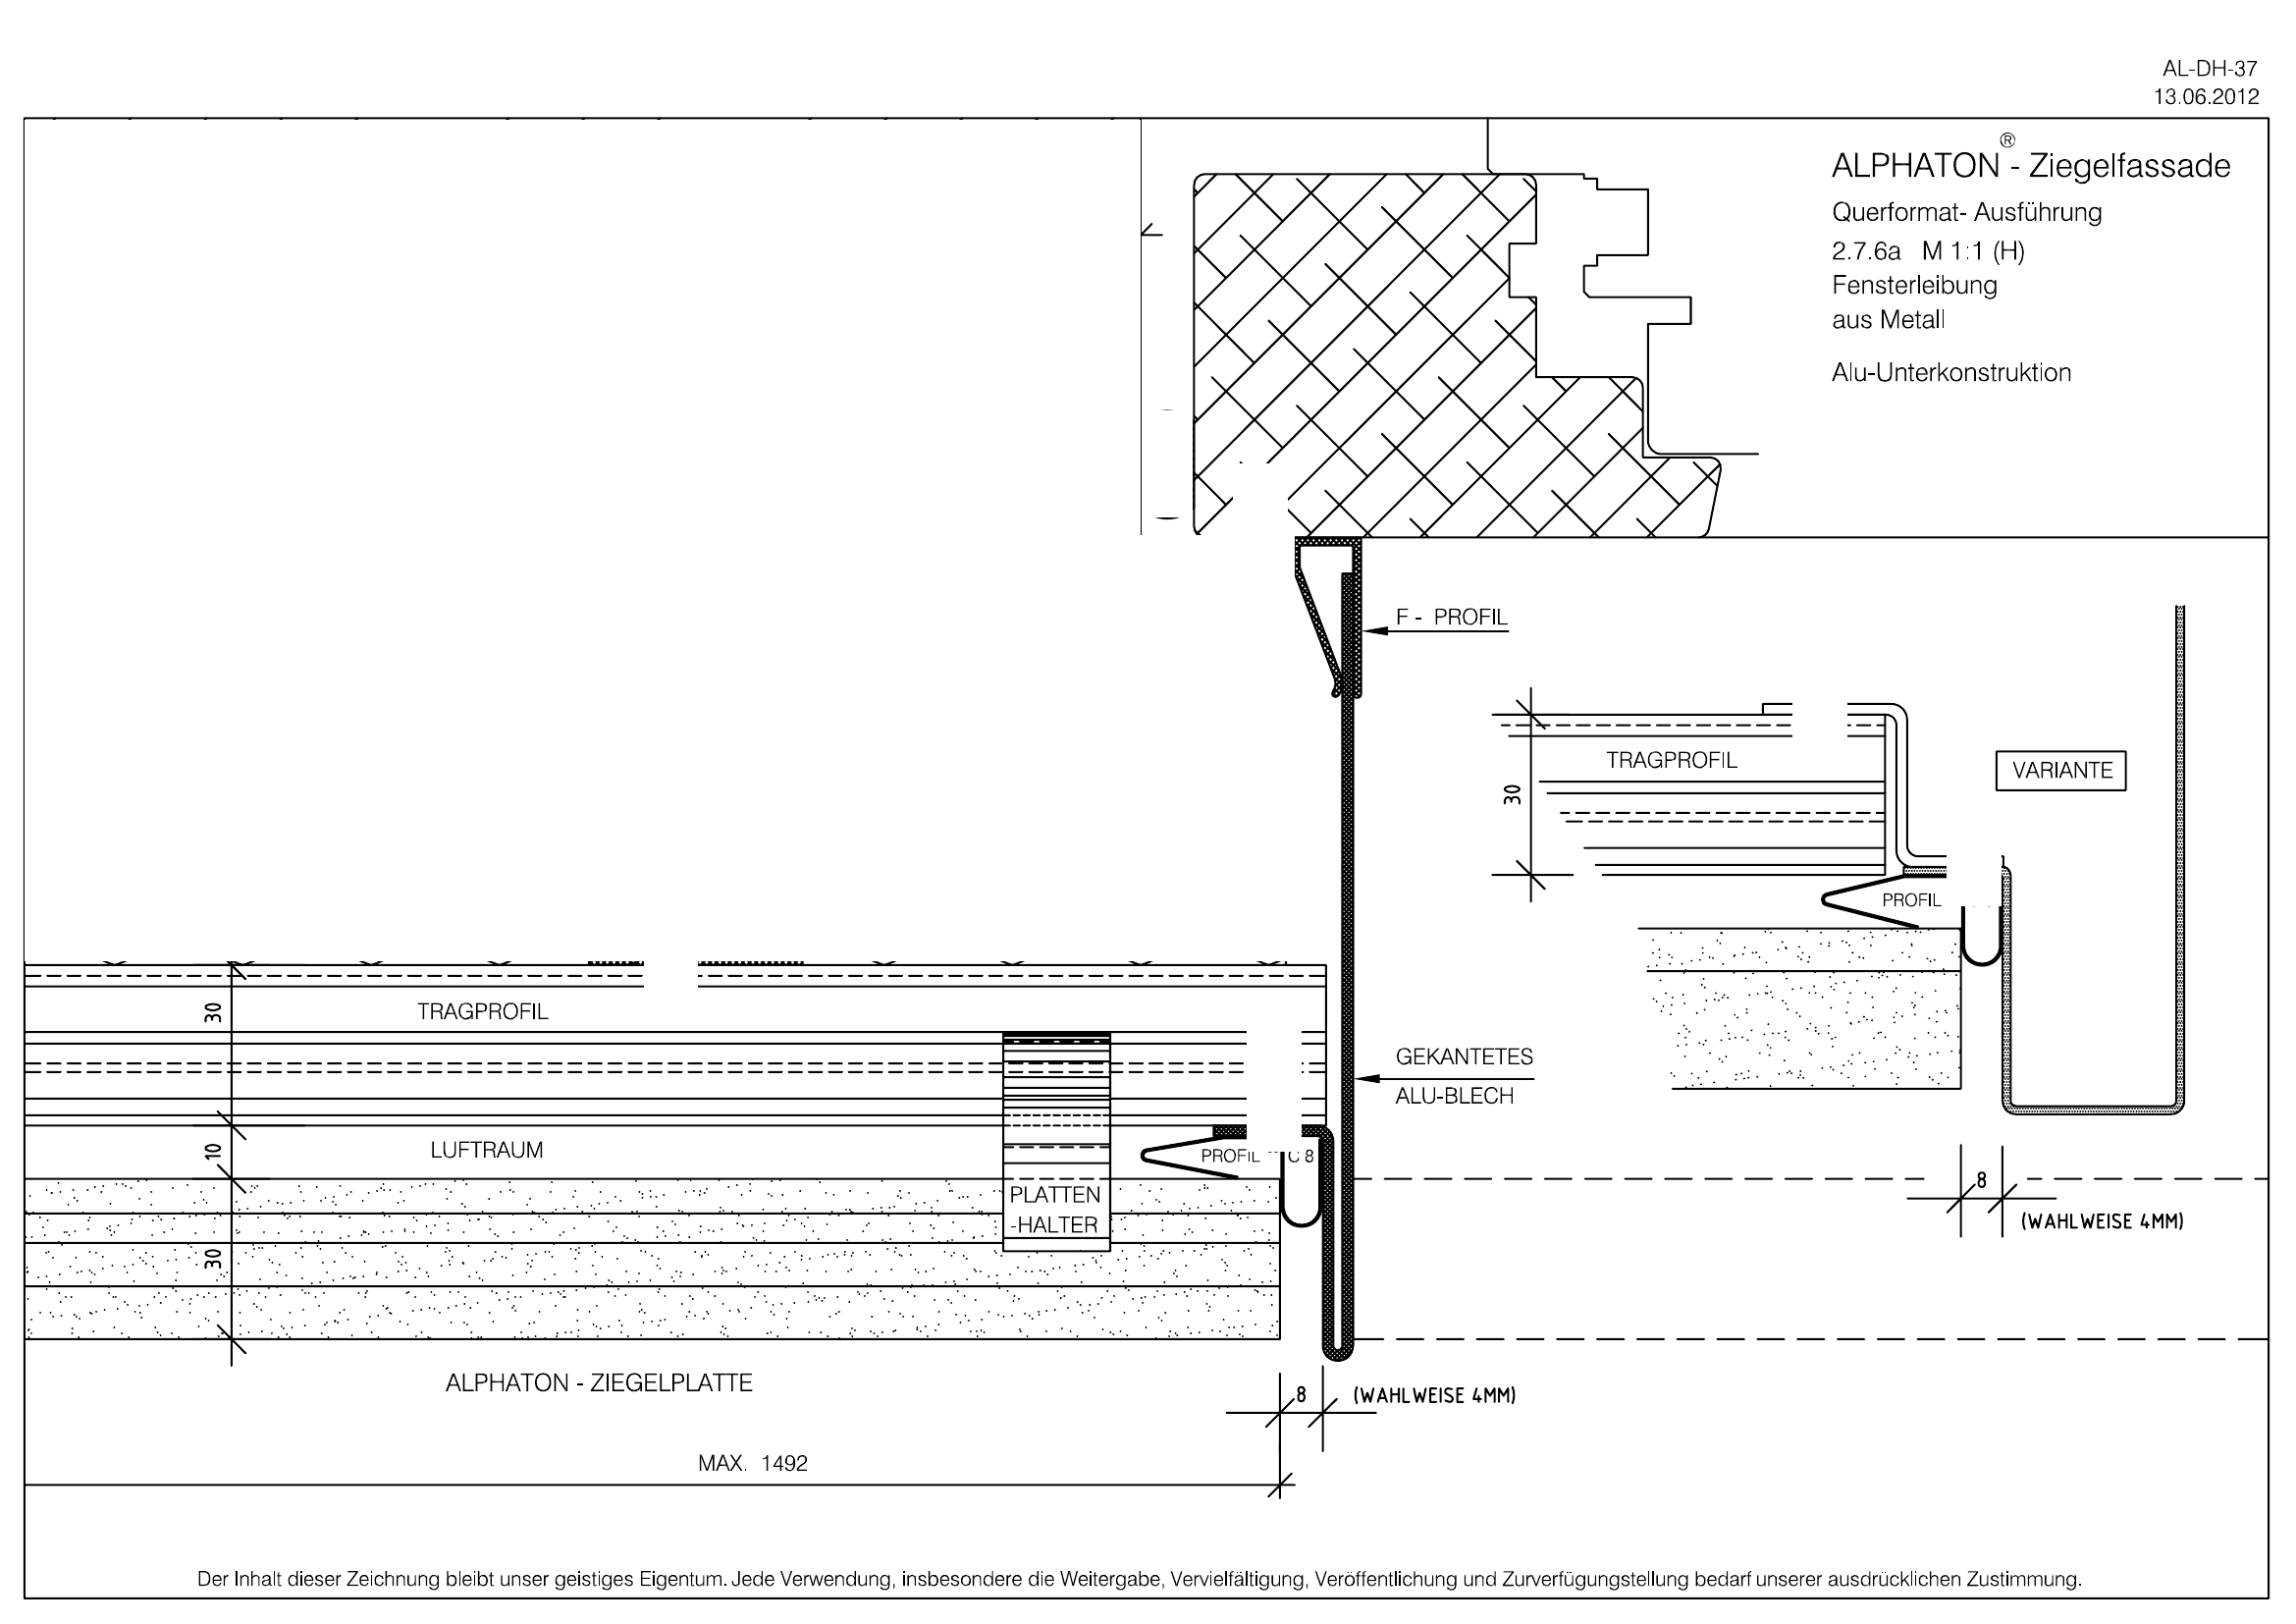 AL-DH-37
13.06.2012
ALPHATON® - Ziegelfassade
Querformat- Ausführung
2.7.6a M 1:1 (H)
Fensterleibung
aus Metall
Alu-Unterkonstruktion
F - PROFIL
TRAGPROFIL
VARIANTE
30
PROFIL
TRAGPROFIL
30
GEKANTETES
ALU-BLECH
LUFTRAUM
10
PROFIL
C 8
PLATTEN
-HALTER
30
8
(WAHLWEISE 4MM)
ALPHATON - ZIEGELPLATTE
8
(WAHLWEISE 4MM)
MAX. 1492
Der Inhalt dieser Zeichnung bleibt unser geistiges Eigentum. Jede Verwendung, insbesondere die Weitergabe, Vervielfältigung, Veröffentlichung und Zurverfügungstellung bedarf unserer ausdrücklichen Zustimmung.